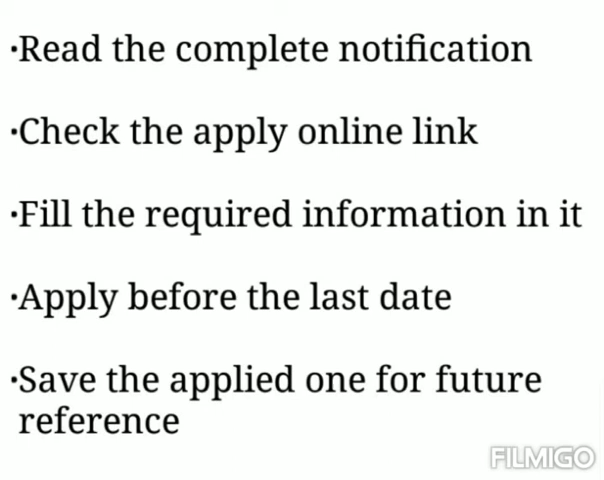 ·Read the complete notification
·Check the apply online link
·Fill the required information in it
·Apply before the last date
·Save the applied one for future
reference
FILMIGO